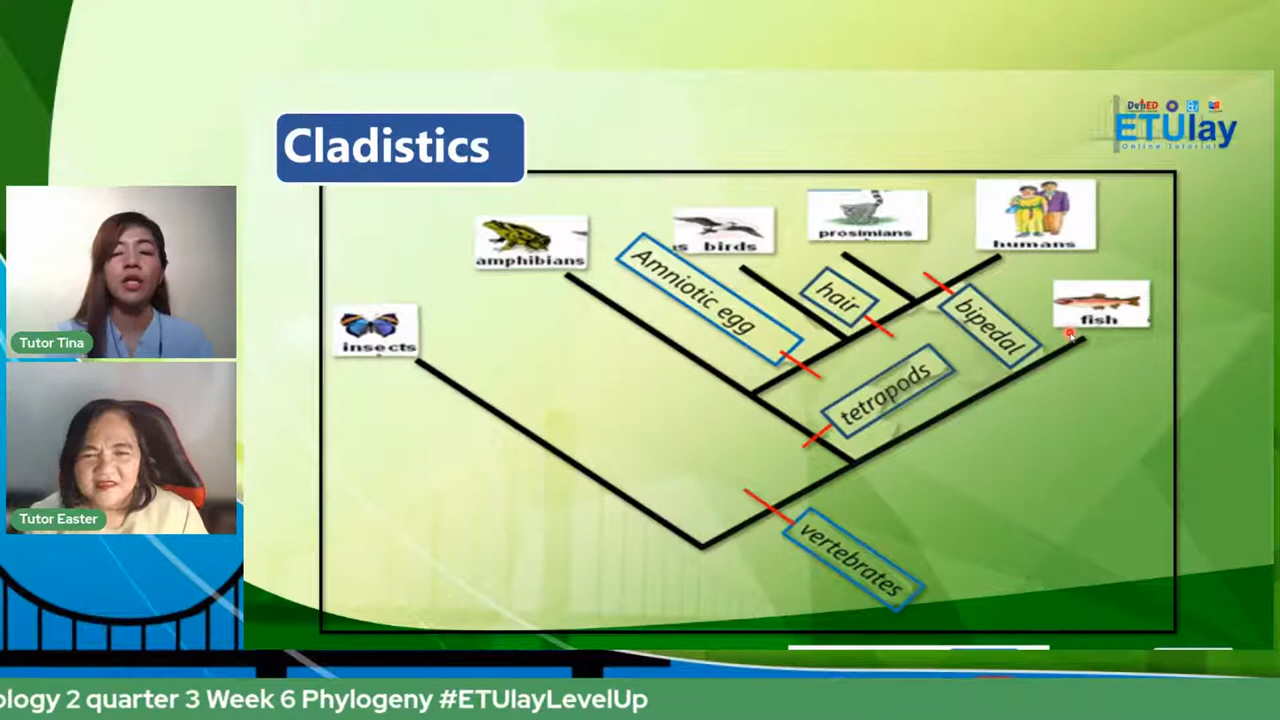 Cladistics
DepED
ETUlay
Online Tutorial
amphibians
s birds
prosimians
humans
Amniotic egg
hair
bipedal
fish
insects
tetrapods
vertebrates
Tutor Tina
Tutor Easter
ology 2 quarter 3 Week 6 Phylogeny #ETUlayLevelUp